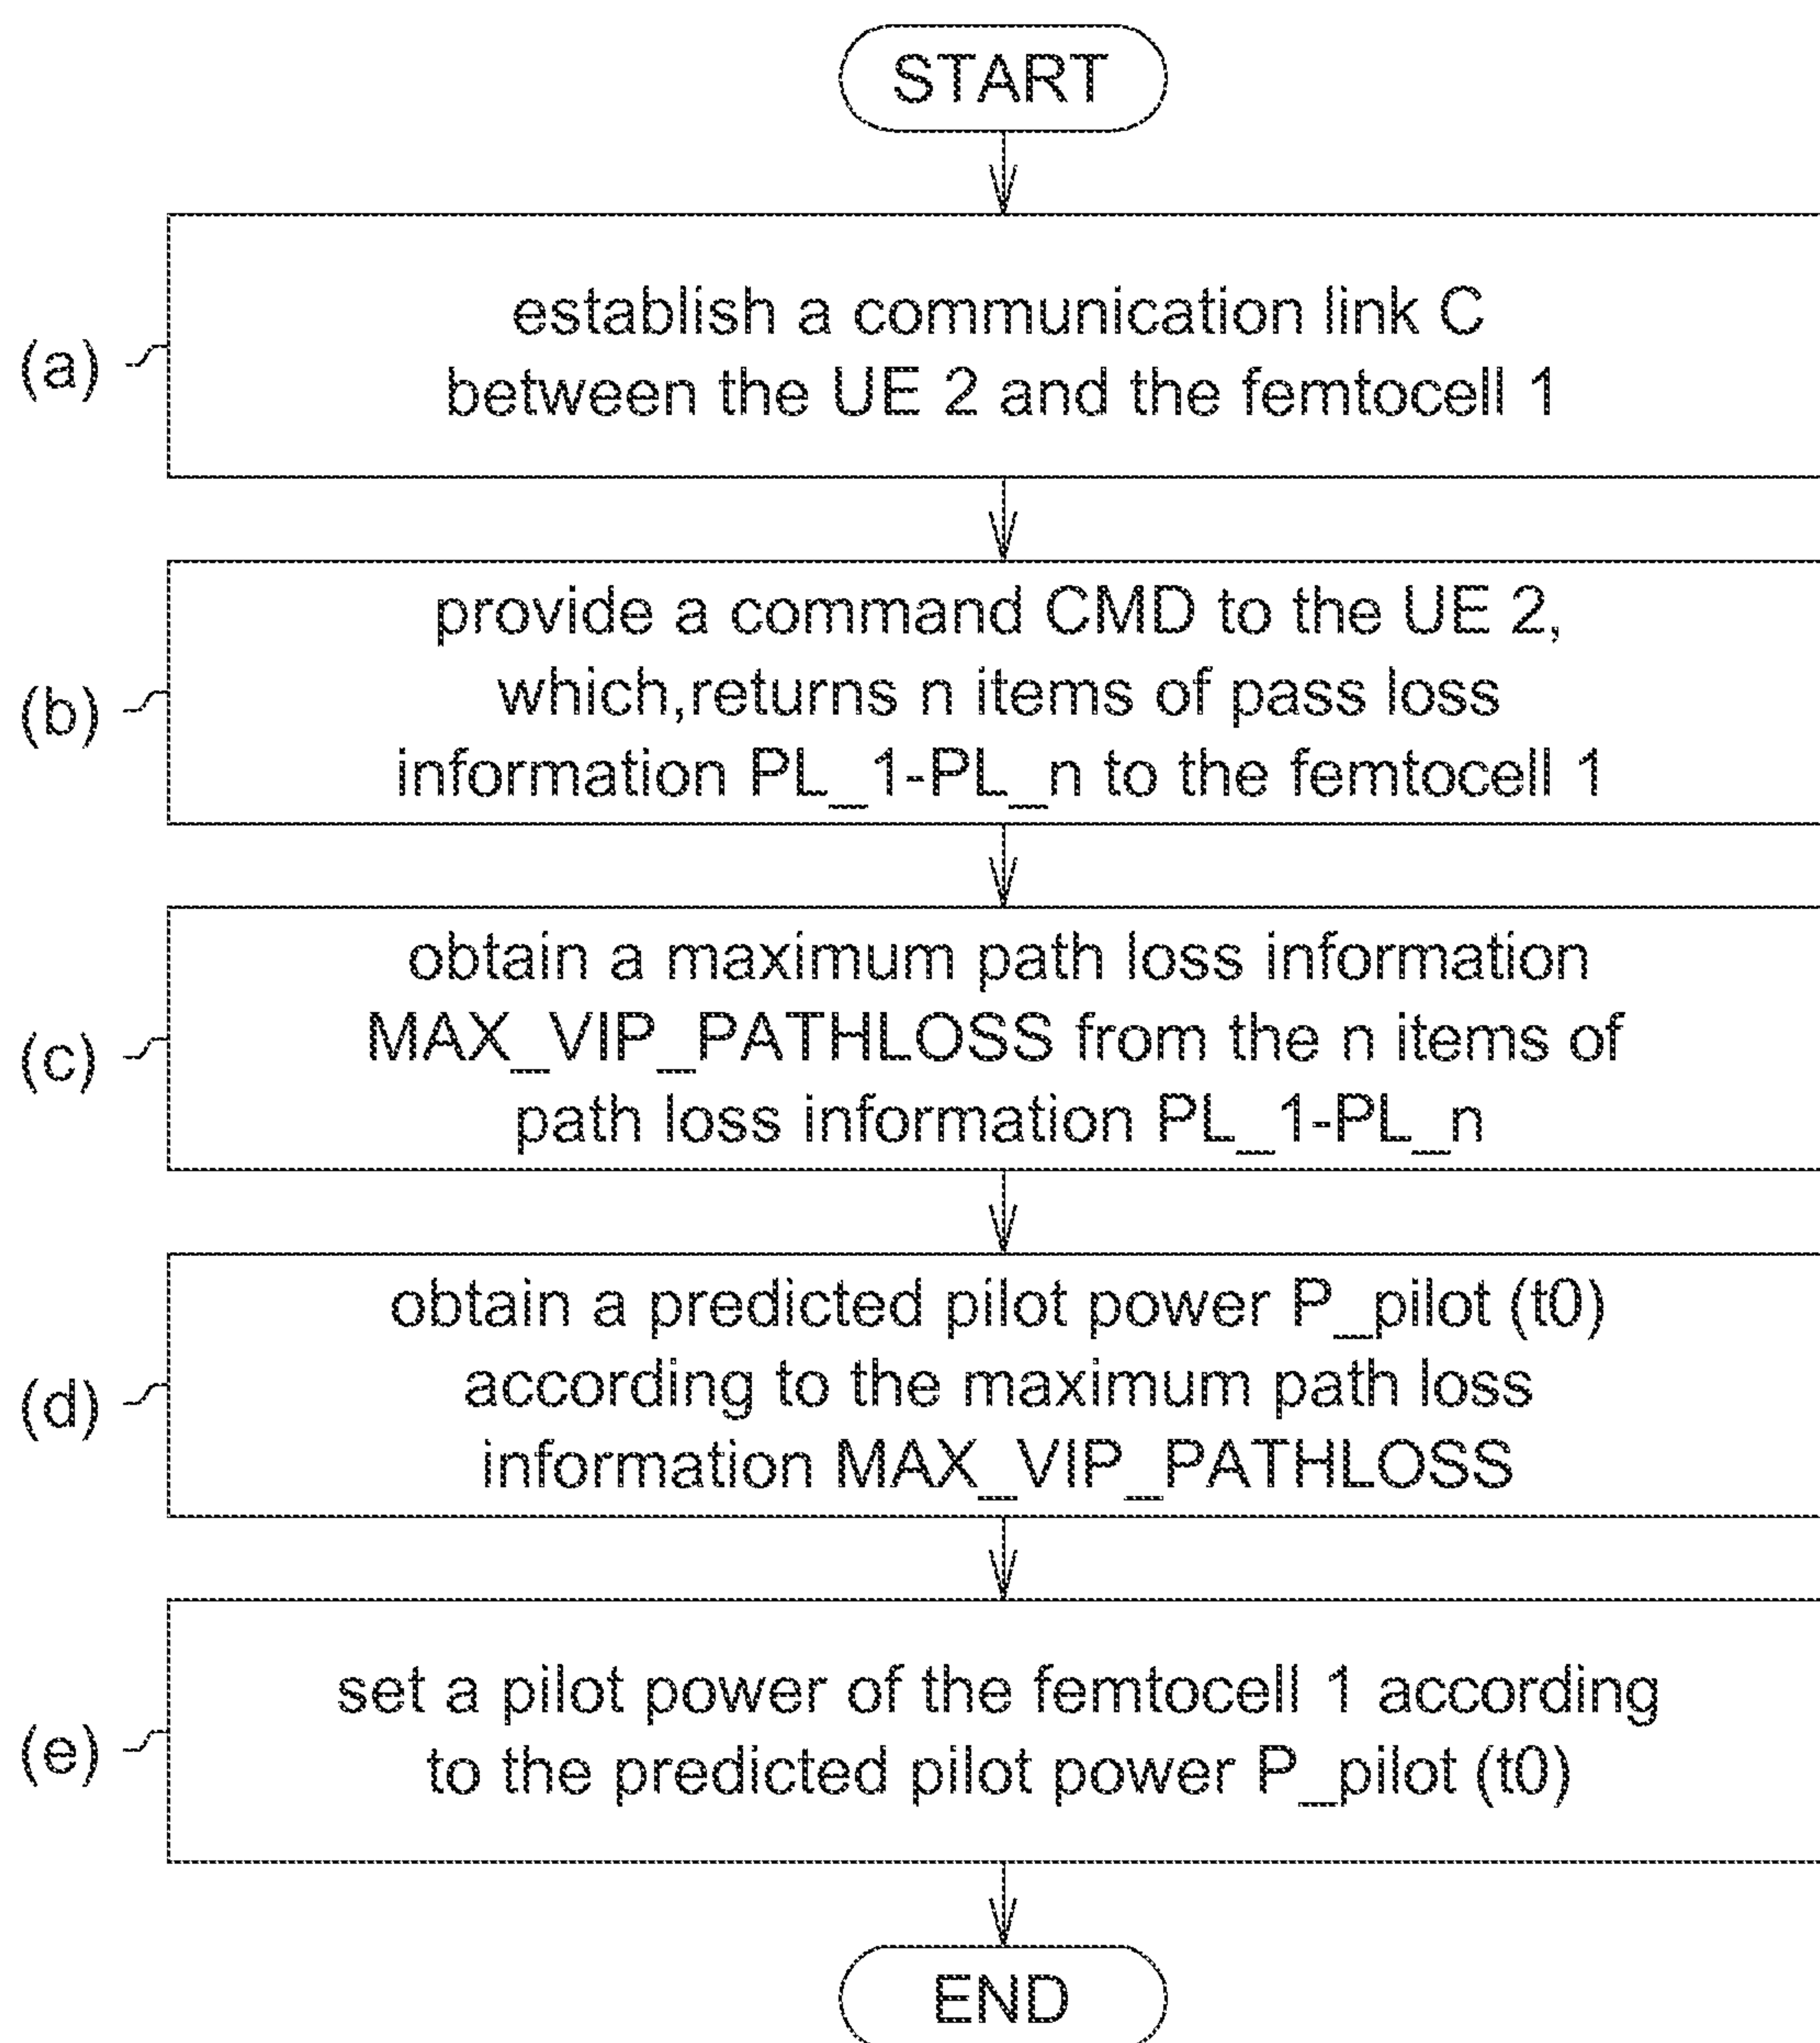 START
(a)
establish a communication link C
between the UE 2 and the femtocell 1
(b)
provide a command CMD to the UE 2,
which,returns n items of pass loss
information PL_1-PL_n to the femtocell 1
(c)
obtain a maximum path loss information
MAX_VIP_PATHLOSS from the n items of
path loss information PL_1-PL_n
(d)
obtain a predicted pilot power P_pilot (t0)
according to the maximum path loss
information MAX_VIP_PATHLOSS
(e)
set a pilot power of the femtocell 1 according
to the predicted pilot power P_pilot (t0)
END